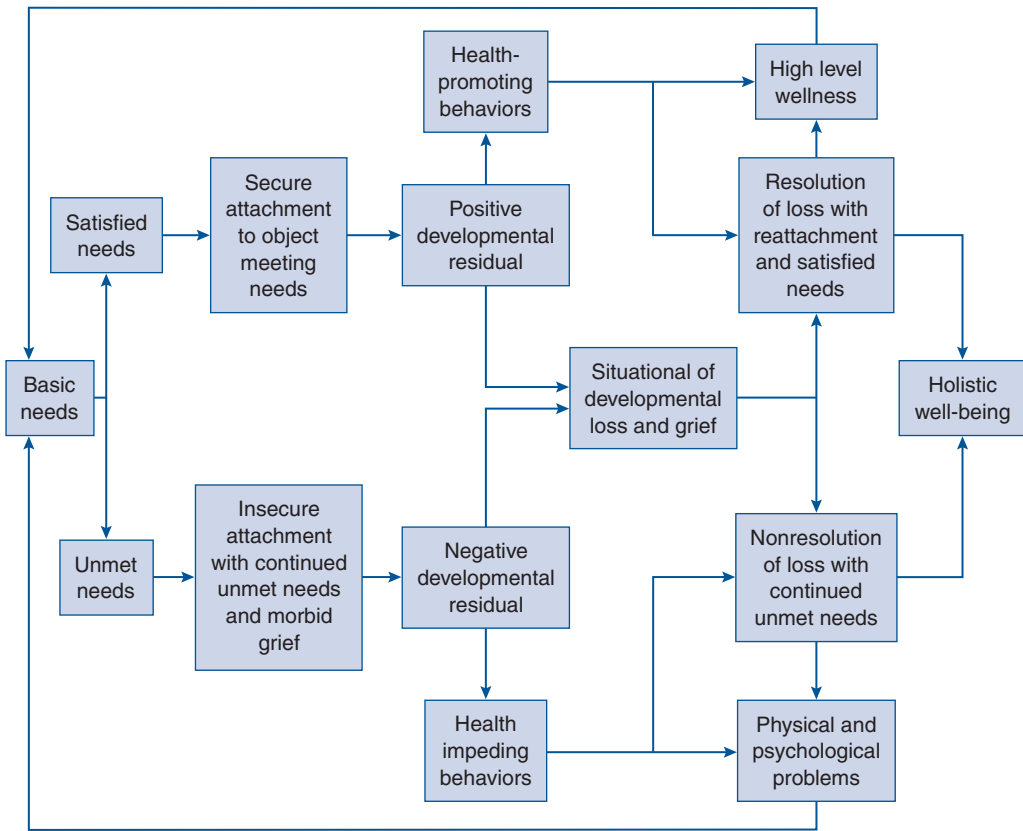 Health-
promoting
behaviors
High level
wellness
Satisfied
needs
Secure
attachment
to object
meeting
needs
Positive
developmental
residual
Resolution
of loss with
reattachment
and satisfied
needs
Basic
needs
Situational of
developmental
loss and grief
Holistic
well-being
Unmet
needs
Insecure
attachment
with continued
unmet needs
and morbid
grief
Negative
developmental
residual
Nonresolution
of loss with
continued
unmet needs
Health
impeding
behaviors
Physical and
psychological
problems